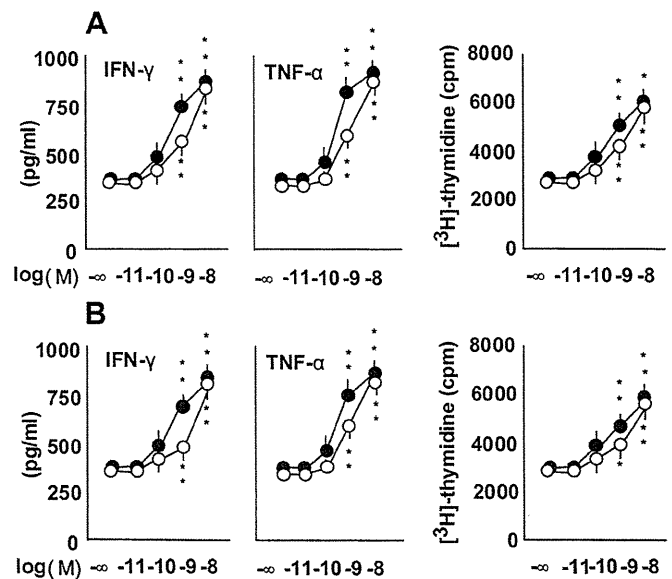 A
IFN-γ
TNF-α
(pg/ml)
1000
750
500
250
0
[³H]-thymidine (cpm)
8000
6000
4000
2000
0
* *
* *
* *
* *
* *
* *
* *
* *
* *
*
* *
* *
log(M) -∞ -11-10 -9 -8
-∞ -11-10 -9 -8
-∞ -11-10 -9 -8
B
IFN-γ
TNF-α
(pg/ml)
1000
750
500
250
0
[³H]-thymidine (cpm)
8000
6000
4000
2000
0
* *
* *
* *
* *
* *
* *
* *
* *
* *
* *
*
* *
log(M) -∞ -11-10 -9 -8
-∞ -11-10 -9 -8
-∞ -11-10 -9 -8